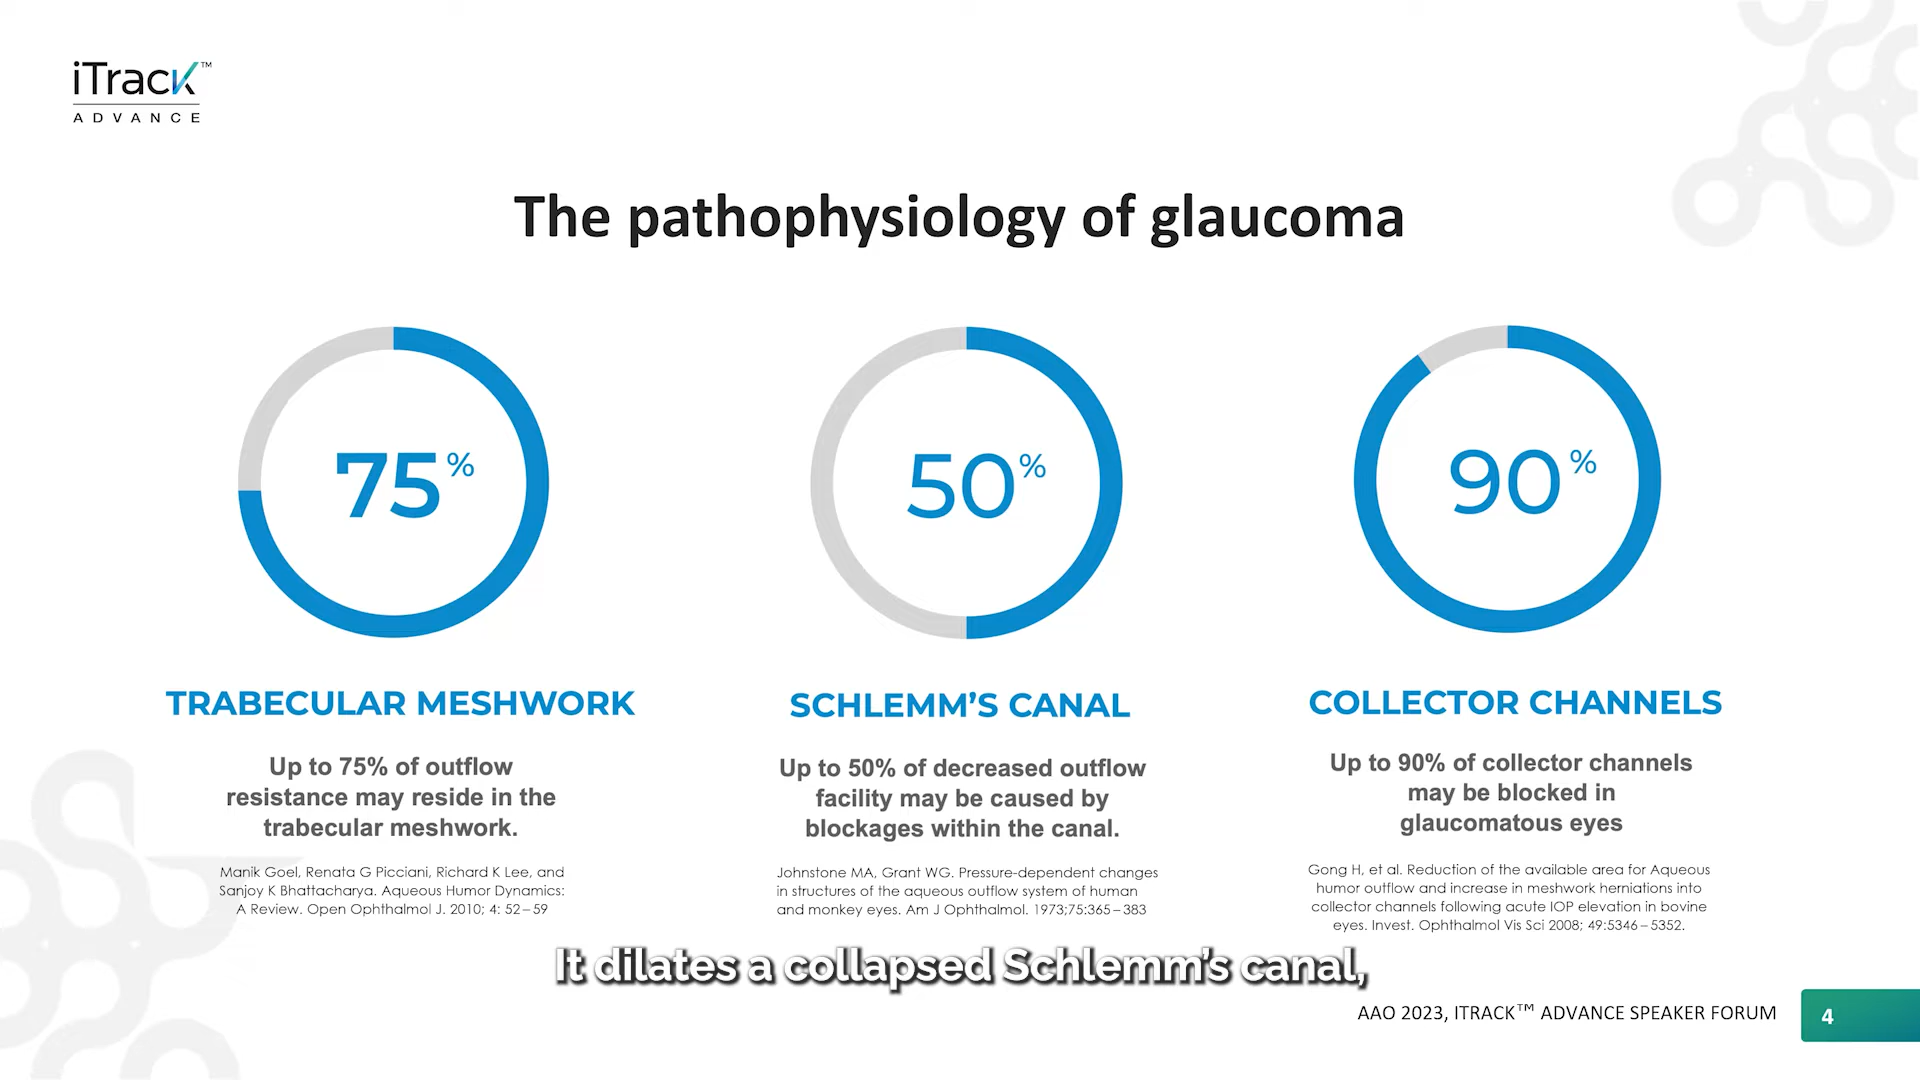 iTrack™
ADVANCE
The pathophysiology of glaucoma
75%
50%
90%
TRABECULAR MESHWORK
Up to 75% of outflow
resistance may reside in the
trabecular meshwork.
Manik Goel, Renata G Picciani, Richard K Lee, and
Sanjoy K Bhattacharya. Aqueous Humor Dynamics:
A Review. Open Ophthalmol J. 2010; 4: 52–59
SCHLEMM’S CANAL
Up to 50% of decreased outflow
facility may be caused by
blockages within the canal.
Johnstone MA, Grant WG. Pressure-dependent changes
in structures of the aqueous outflow system of human
and monkey eyes. Am J Ophthalmol. 1973;75:365–383
COLLECTOR CHANNELS
Up to 90% of collector channels
may be blocked in
glaucomatous eyes
Gong H, et al. Reduction of the available area for Aqueous
humor outflow and increase in meshwork herniations into
collector channels following acute IOP elevation in bovine
eyes. Invest. Ophthalmol Vis Sci 2008; 49:5346–5352.
It dilates a collapsed Schlemm's canal,
AAO 2023, ITRACK™ ADVANCE SPEAKER FORUM
4